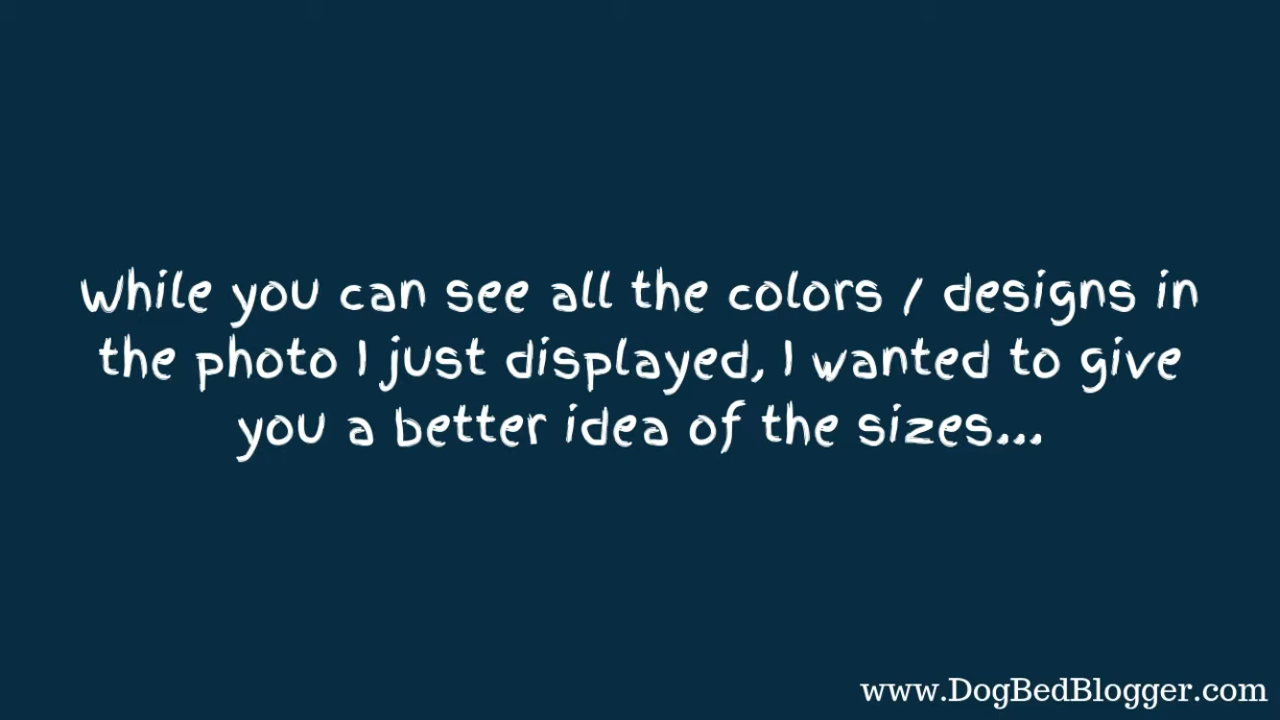 While you can see all the colors / designs in
the photo I just displayed, I wanted to give
you a better idea of the sizes...
www.DogBedBlogger.com